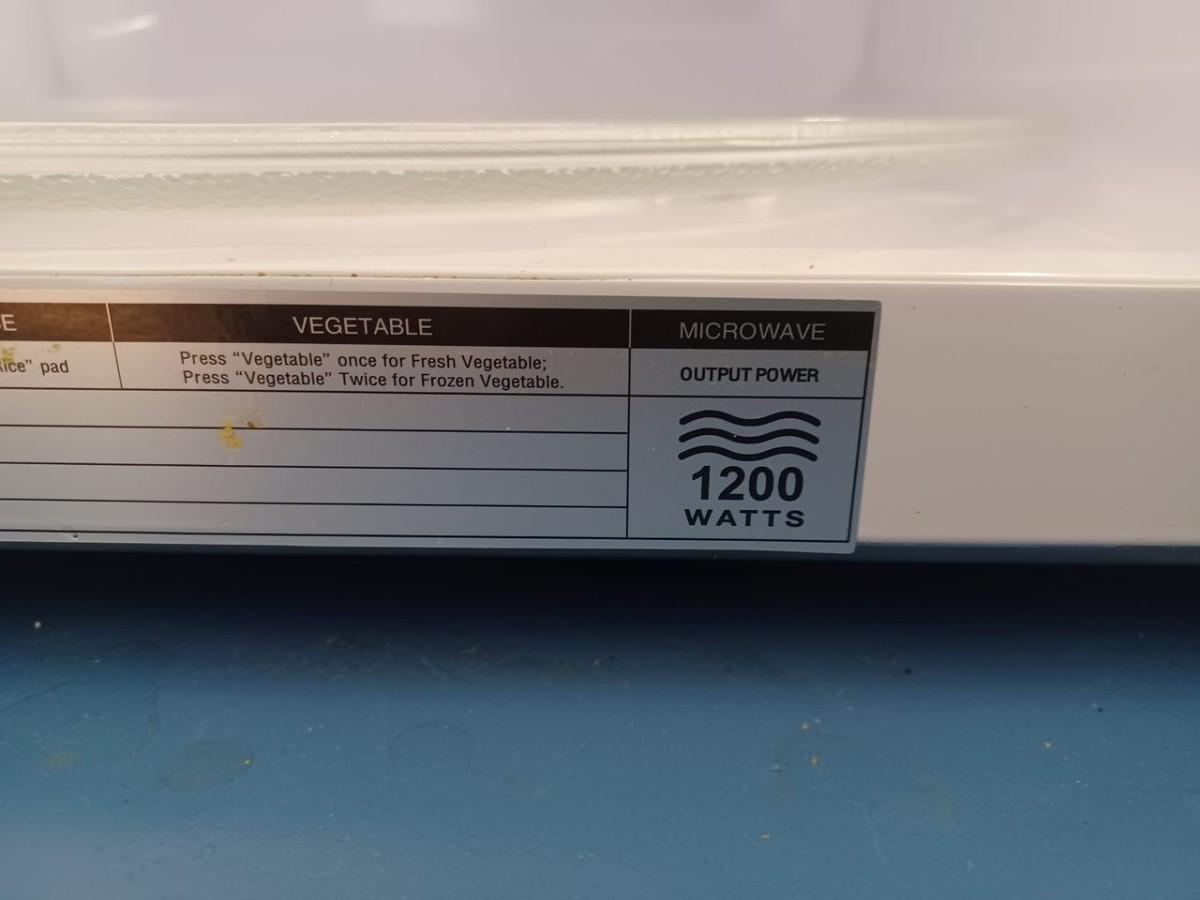 VEGETABLE
Press “Vegetable” once for Fresh Vegetable;
Press “Vegetable” Twice for Frozen Vegetable.
pad
MICROWAVE
OUTPUT POWER
1200
WATTS